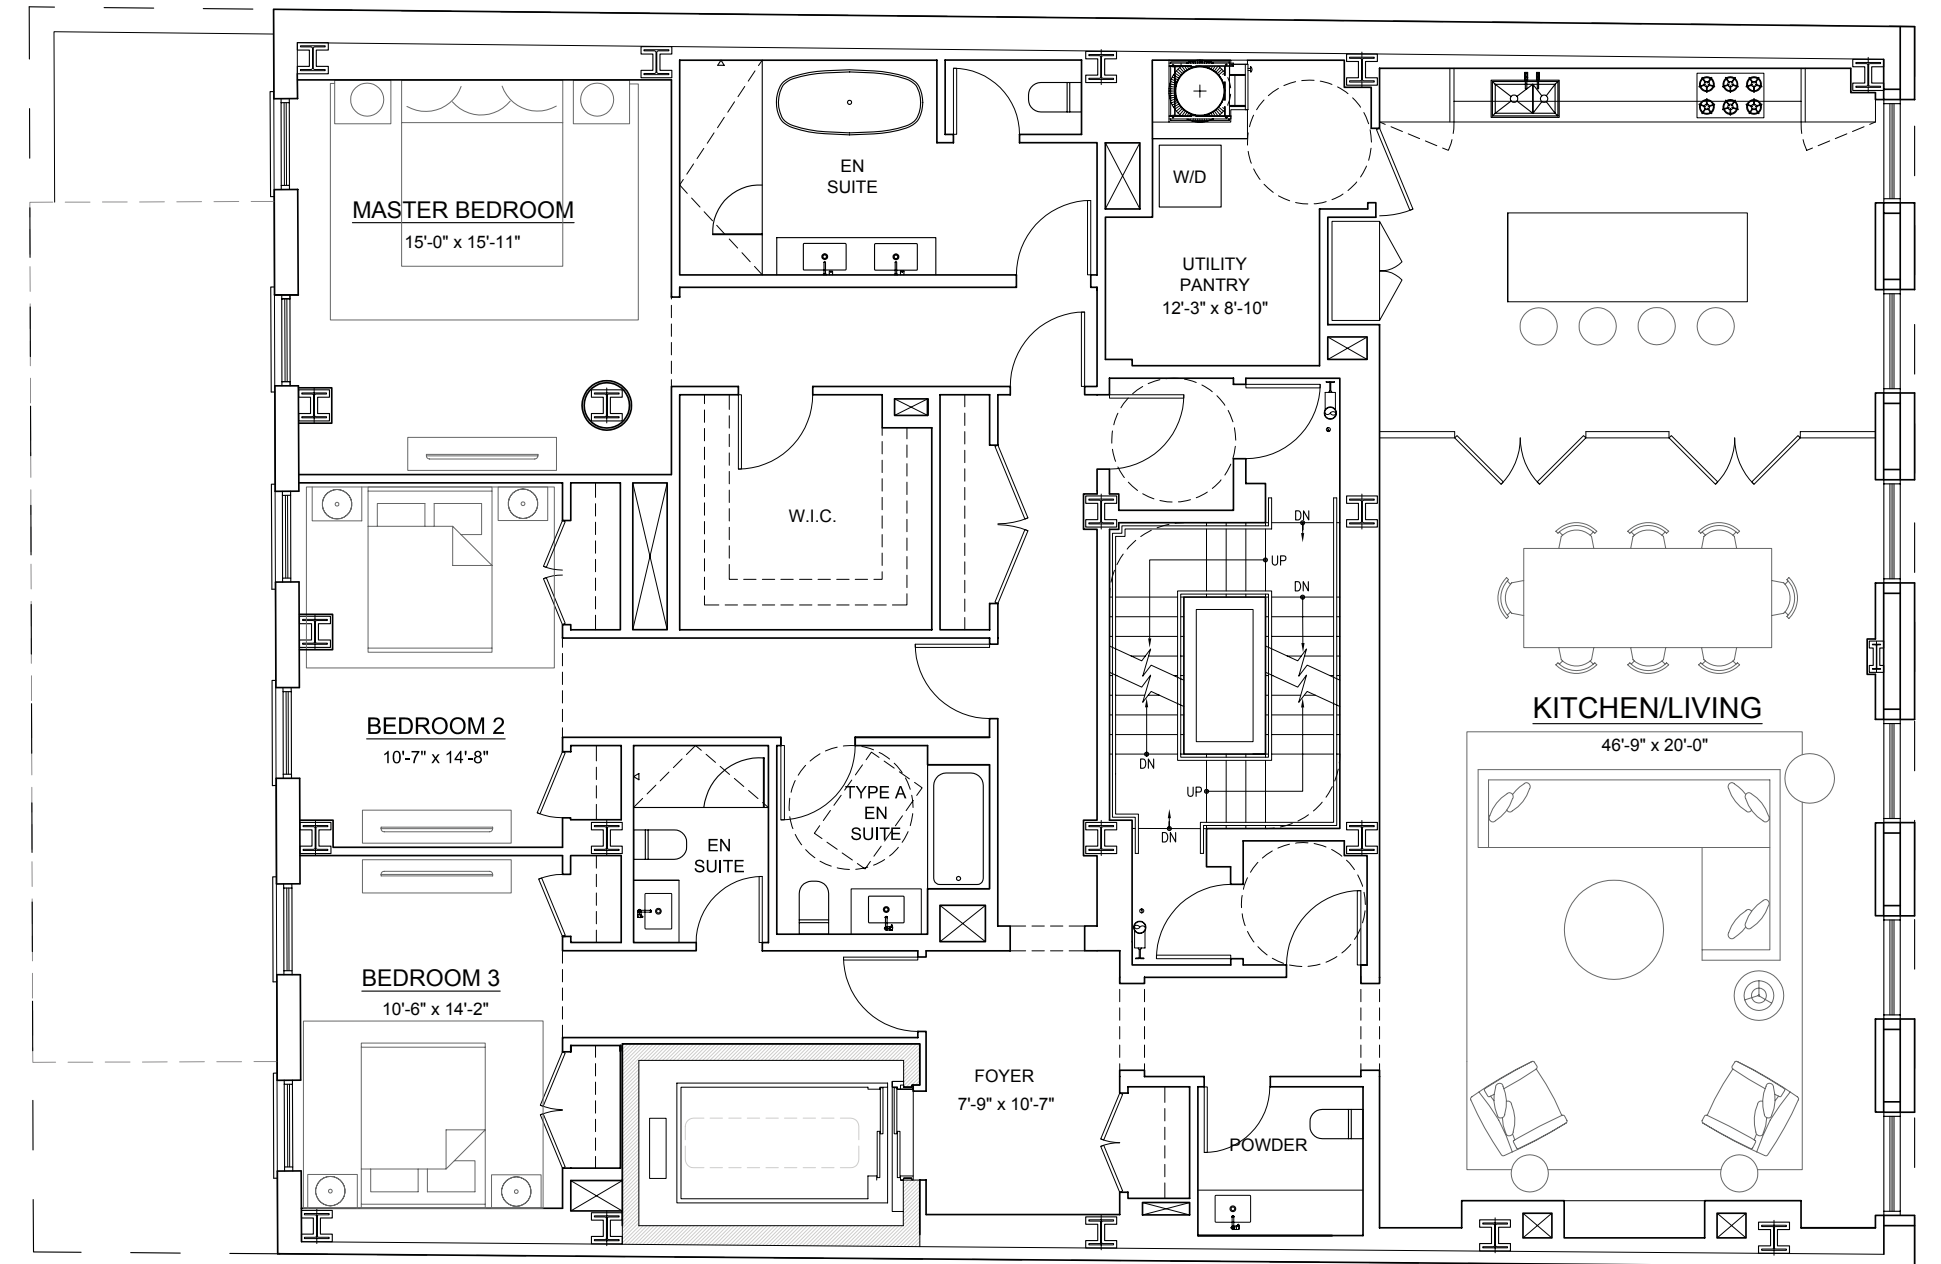 EN
SUITE
W/D
MASTER BEDROOM
15'-0" x 15'-11"
UTILITY
PANTRY
12'-3" x 8'-10"
W.I.C.
DN
UP
DN
BEDROOM 2
10'-7" x 14'-8"
KITCHEN/LIVING
46'-9" x 20'-0"
DN
UP
DN
TYPE A
EN
SUITE
EN
SUITE
BEDROOM 3
10'-6" x 14'-2"
FOYER
7'-9" x 10'-7"
POWDER